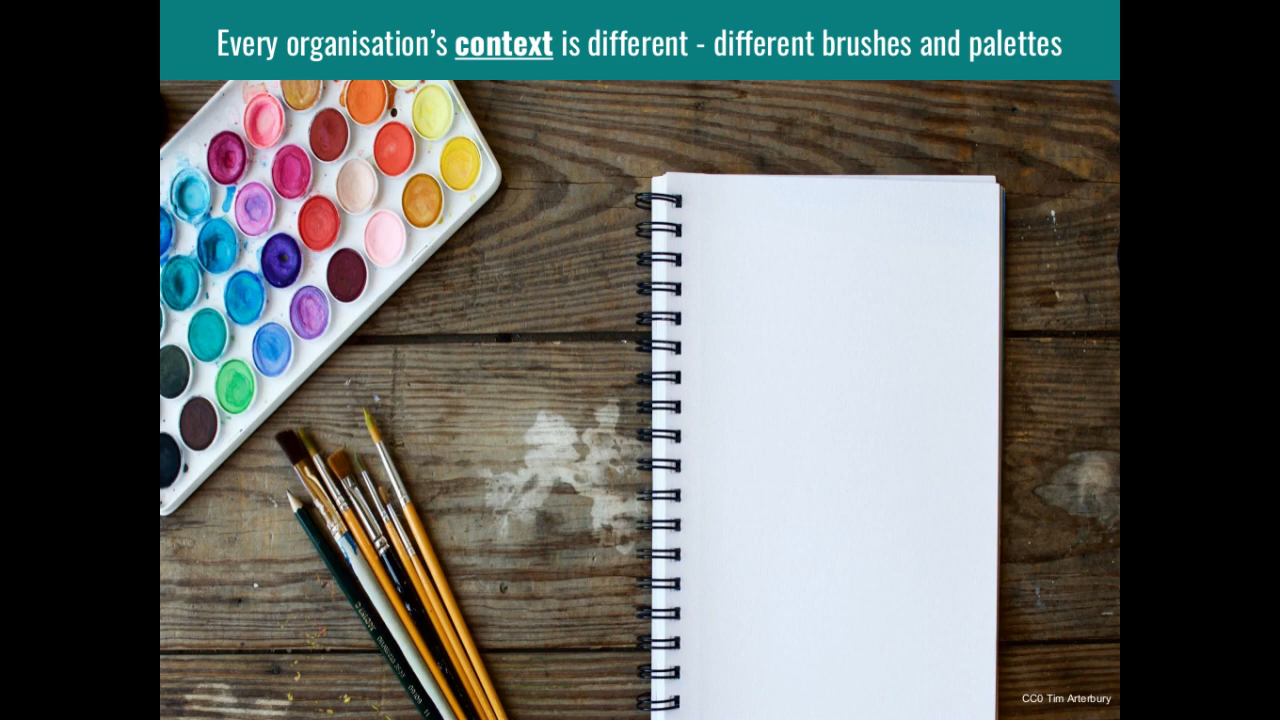 Every organisation's context is different - different brushes and palettes
CC0 Tim Arterbury